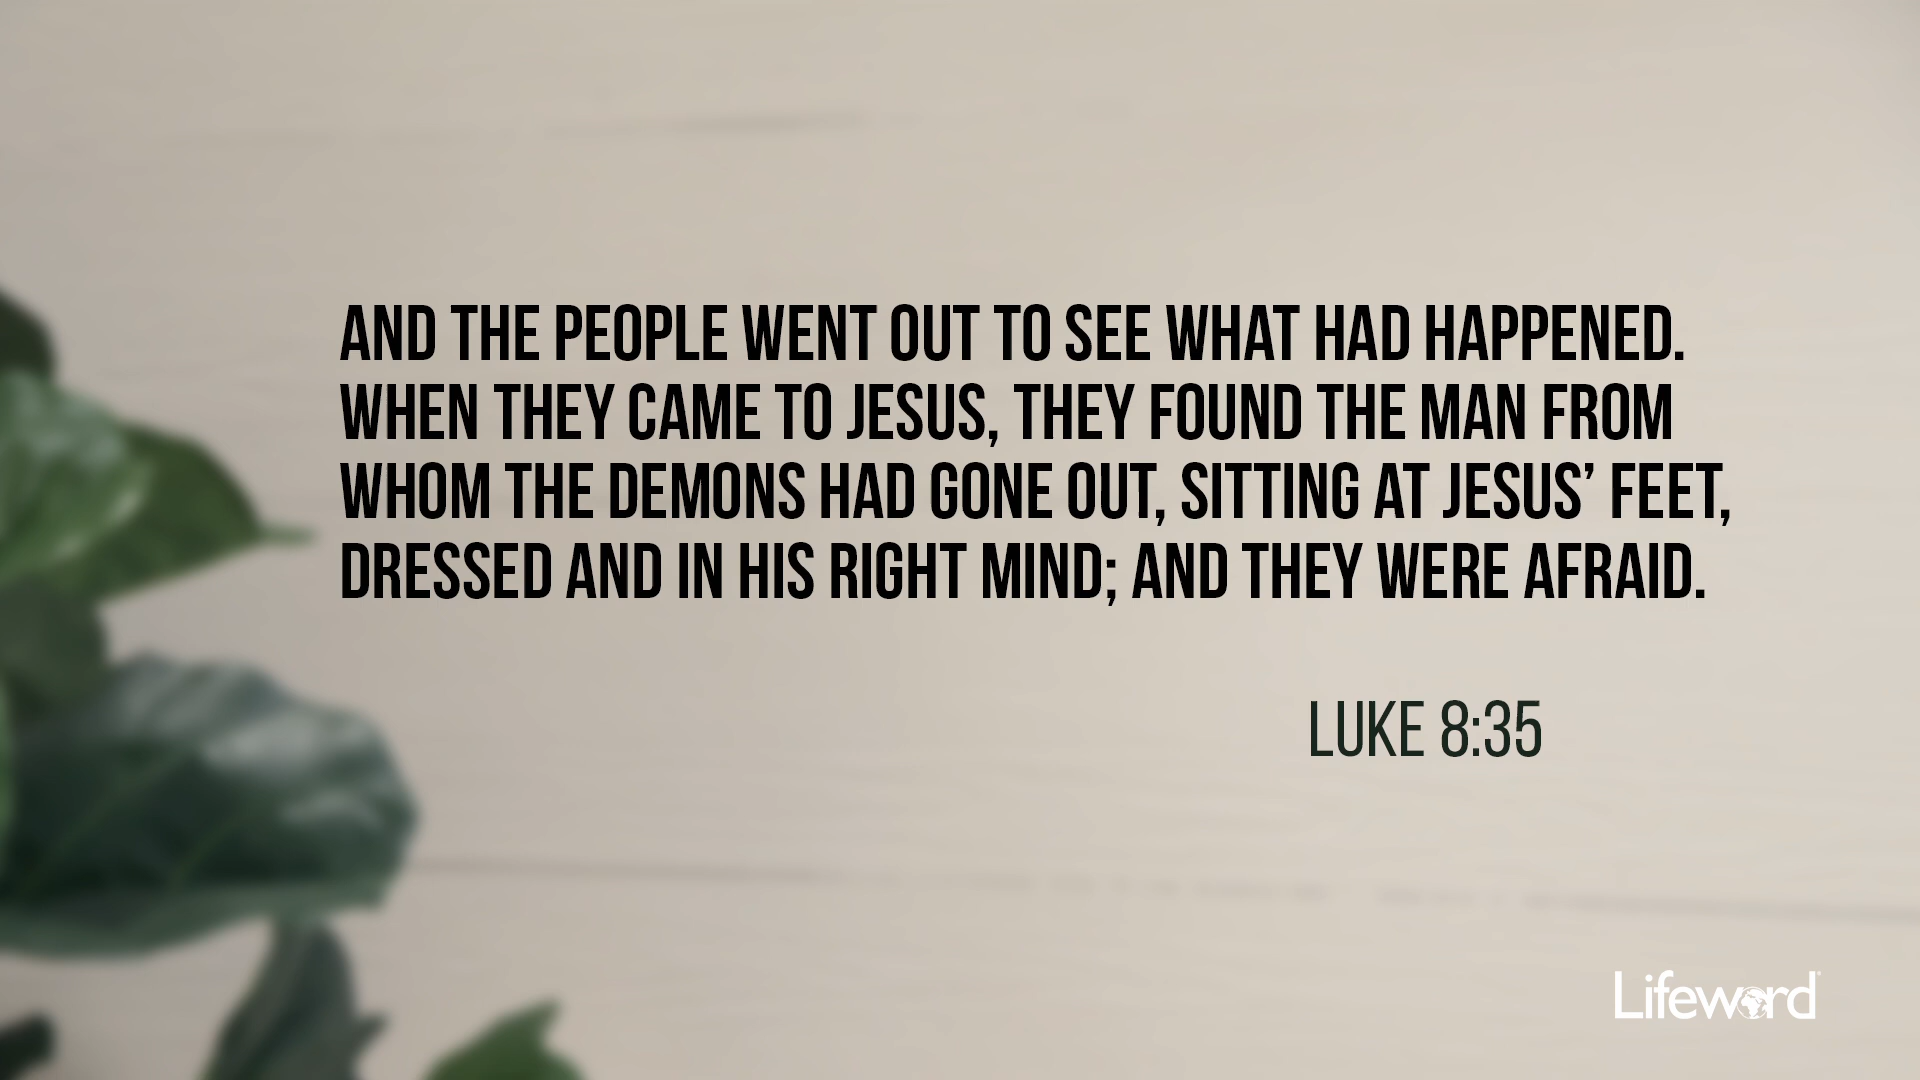 AND THE PEOPLE WENT OUT TO SEE WHAT HAD HAPPENED.
WHEN THEY CAME TO JESUS, THEY FOUND THE MAN FROM
WHOM THE DEMONS HAD GONE OUT, SITTING AT JESUS’ FEET,
DRESSED AND IN HIS RIGHT MIND; AND THEY WERE AFRAID.
LUKE 8:35
Lifeword